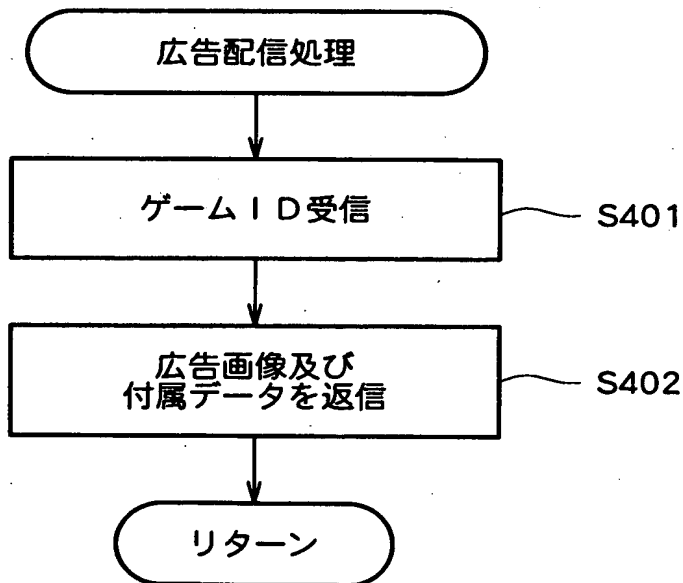 広告配信処理
ゲームＩＤ受信
S401
広告画像及び
付属データを返信
S402
リターン